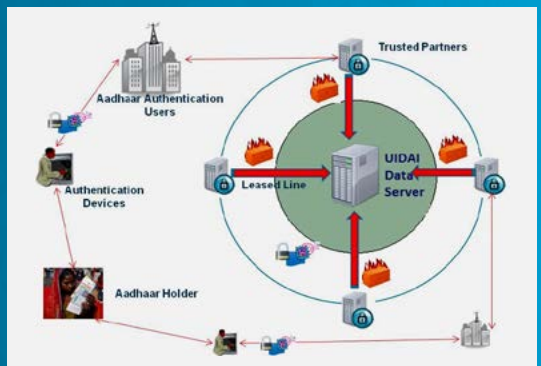 Trusted Partners
Aadhaar Authentication
Users
UIDAI
Data
Server
Leased Line
Authentication
Devices
Aadhaar Holder